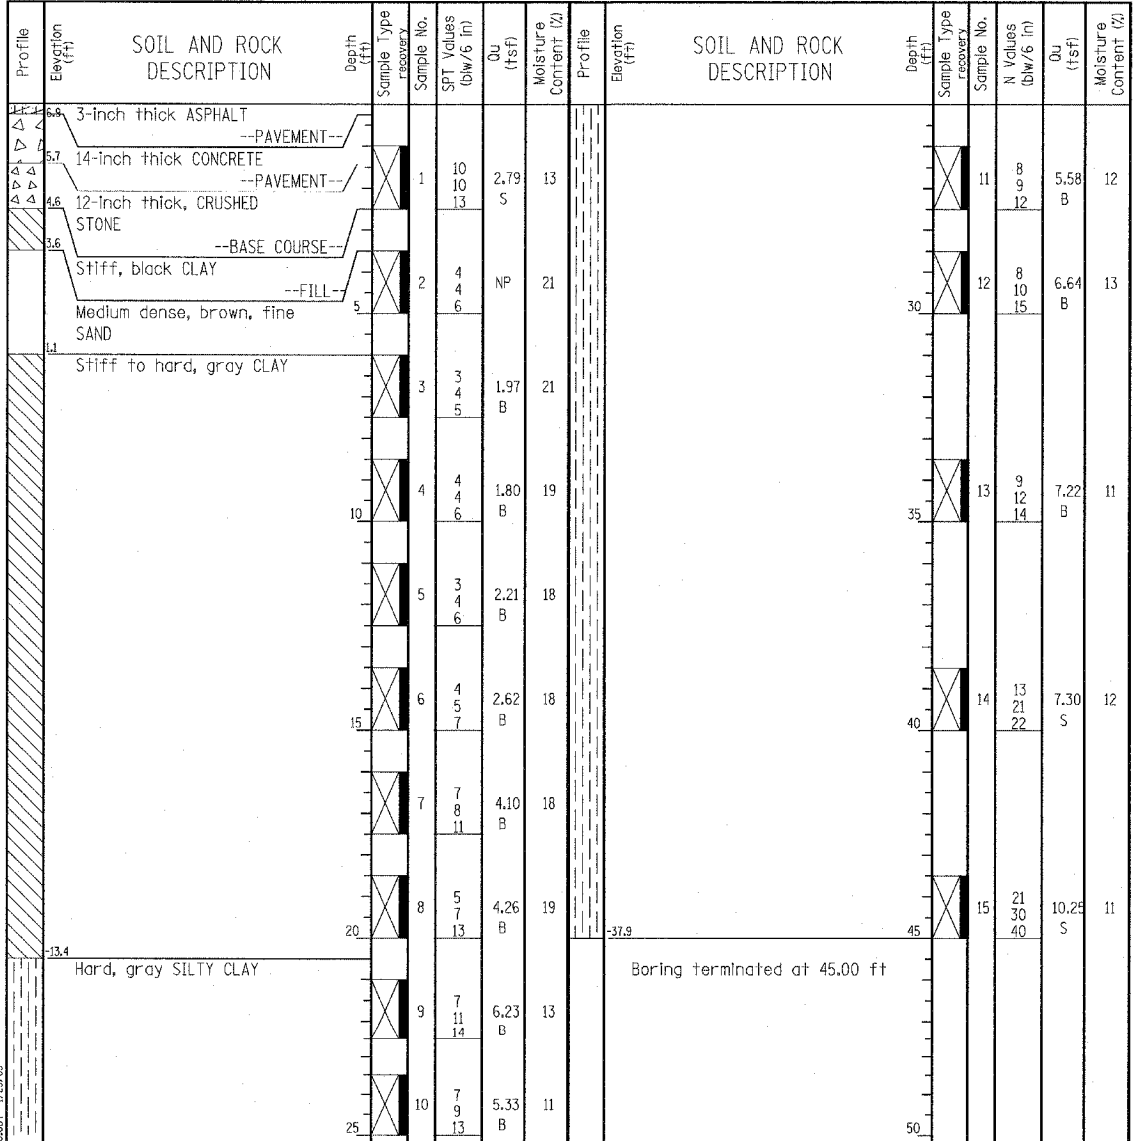 Profile
Elevation (ft)
SOIL AND ROCK DESCRIPTION
Depth (ft)
Sample Type
recovery
Sample No.
SPT Values (blw/6 in)
Qu (tsf)
Moisture Content (%)
Profile
Elevation (ft)
SOIL AND ROCK DESCRIPTION
Depth (ft)
Sample Type
recovery
Sample No.
N Values (blw/6 in)
Qu (tsf)
Moisture Content (%)
6.9 3-inch thick ASPHALT
--PAVEMENT--
5.7 14-inch thick CONCRETE
--PAVEMENT--
4.6 12-inch thick, CRUSHED
STONE
--BASE COURSE--
3.6
Stiff, black CLAY
--FILL--
Medium dense, brown, fine
SAND
1.1
Stiff to hard, gray CLAY
-13.4
Hard, gray SILTY CLAY
5
10
15
20
25
1 10 10 13 2.79 S 13
2 4 4 6 NP 21
3 3 4 5 1.97 B 21
4 4 4 6 1.80 B 19
5 3 4 6 2.21 B 18
6 4 5 7 2.62 B 18
7 7 8 11 4.10 B 18
8 5 7 13 4.26 B 19
9 7 11 14 6.23 B 13
10 7 9 13 5.33 B 11
30
35
40
-37.9 45
Boring terminated at 45.00 ft
50
11 8 9 12 5.58 B 12
12 8 10 15 6.64 B 13
13 9 12 14 7.22 B 11
14 13 21 22 7.30 S 12
15 21 30 40 10.25 S 11